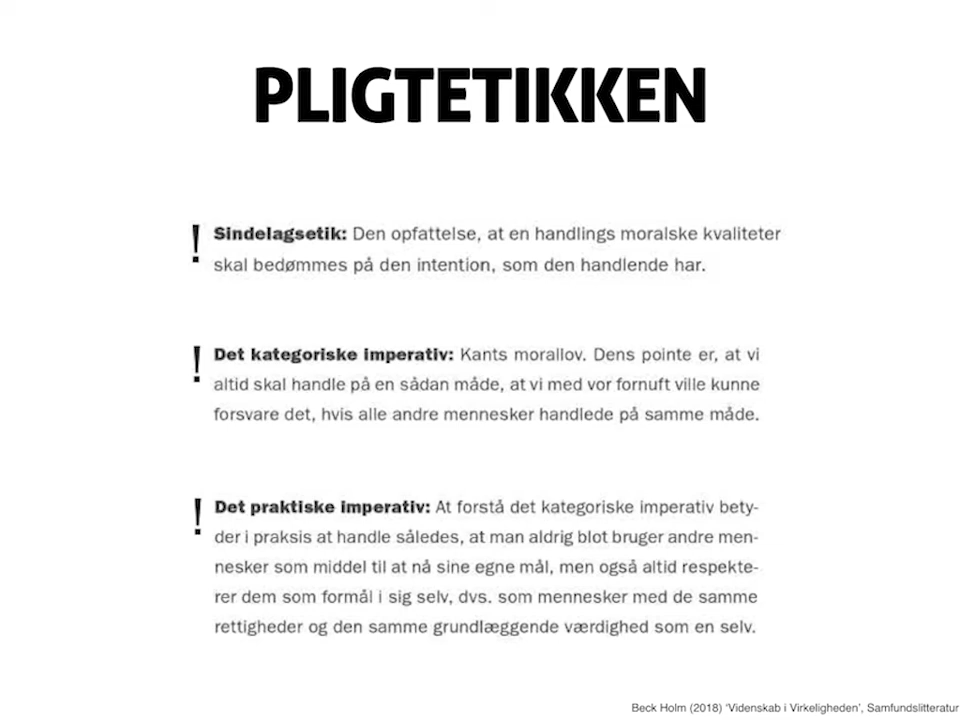 PLIGTETIKKEN
! Sindelagsetik: Den opfattelse, at en handlings moralske kvaliteter
skal bedømmes på den intention, som den handlende har.
! Det kategoriske imperativ: Kants morallov. Dens pointe er, at vi
altid skal handle på en sådan måde, at vi med vor fornuft ville kunne
forsvare det, hvis alle andre mennesker handlede på samme måde.
! Det praktiske imperativ: At forstå det kategoriske imperativ bety-
der i praksis at handle således, at man aldrig blot bruger andre men-
nesker som middel til at nå sine egne mål, men også altid respekte-
rer dem som formål i sig selv, dvs. som mennesker med de samme
rettigheder og den samme grundlæggende værdighed som en selv.
Beck Holm (2018) ‘Videnskab i Virkeligheden’, Samfundslitteratur